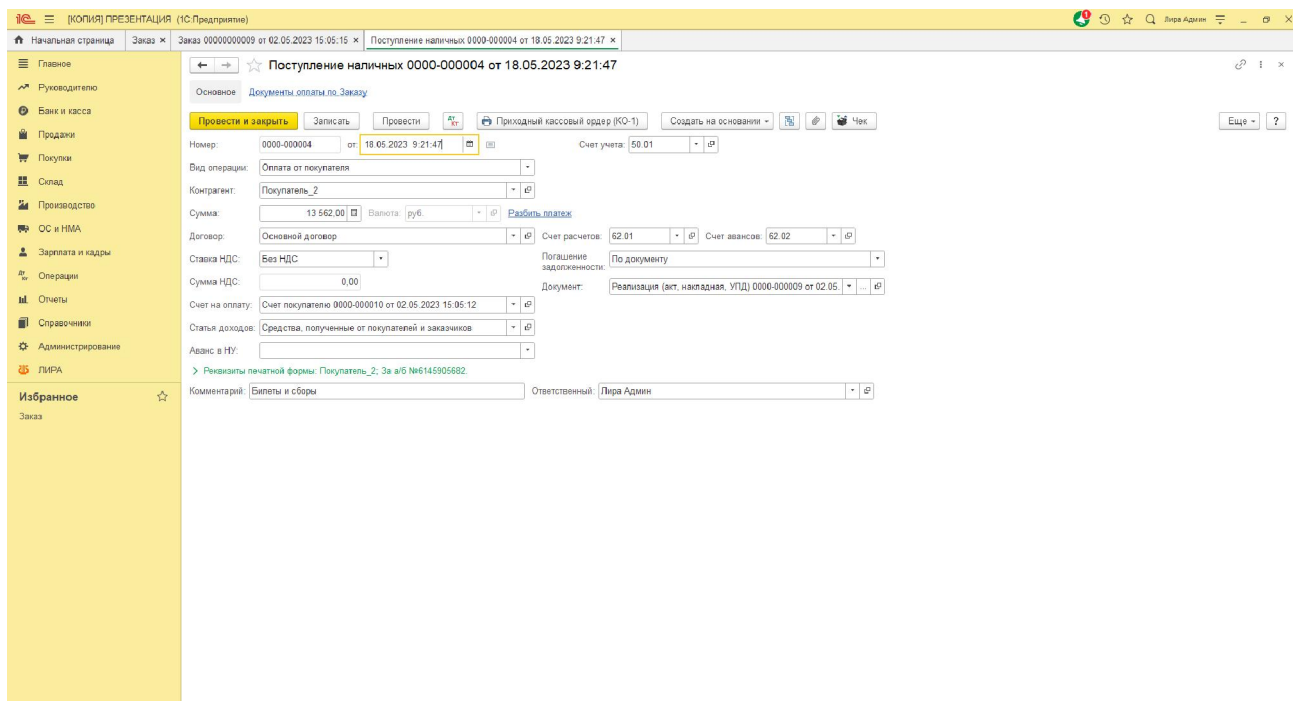 1С [КОПИЯ] ПРЕЗЕНТАЦИЯ (1С:Предприятие) 1 Лира Админ
Начальная страница Заказ × Заказ 00000000009 от 02.05.2023 15:05:15 × Поступление наличных 0000-000004 от 18.05.2023 9:21:47 ×
Главное
Руководителю
Банк и касса
Продажи
Покупки
Склад
Производство
ОС и НМА
Зарплата и кадры
Операции
Отчеты
Справочники
Администрирование
ЛИРА
Избранное
Заказ
Поступление наличных 0000-000004 от 18.05.2023 9:21:47
Основное Документы оплаты по Заказу
Провести и закрыть Записать Провести Дт Кт Приходный кассовый ордер (КО-1) Создать на основании Чек Еще ?
Номер: 0000-000004 от: 18.05.2023 9:21:47 Счет учета: 50.01
Вид операции: Оплата от покупателя
Контрагент: Покупатель_2
Сумма: 13 562,00 Валюта: руб. Разбить платеж
Договор: Основной договор Счет расчетов: 62.01 Счет авансов: 62.02
Ставка НДС: Без НДС Погашение задолженности: По документу
Сумма НДС: 0,00 Документ: Реализация (акт, накладная, УПД) 0000-000009 от 02.05. ...
Счет на оплату: Счет покупателю 0000-000010 от 02.05.2023 15:05:12
Статья доходов: Средства, полученные от покупателей и заказчиков
Аванс в НУ:
Реквизиты печатной формы: Покупатель_2; За а/б №6145905682.
Комментарий: Билеты и сборы Ответственный: Лира Админ